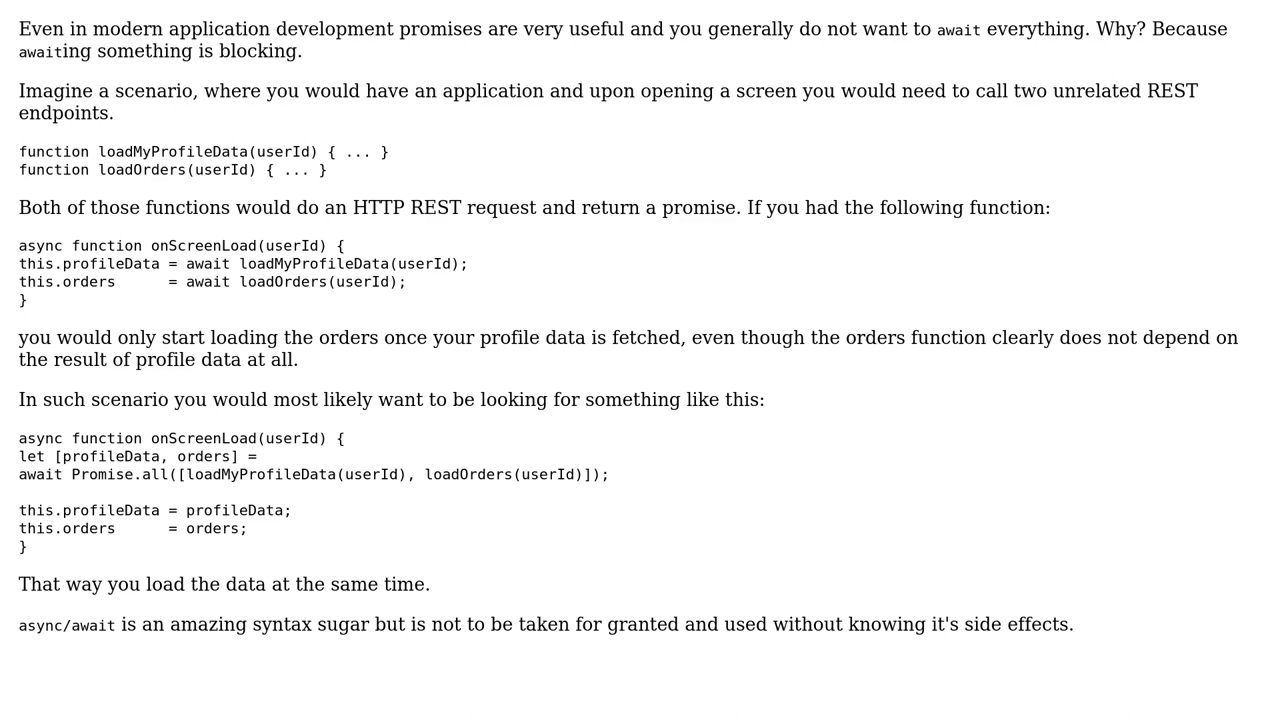 Even in modern application development promises are very useful and you generally do not want to await everything. Why? Because
awaiting something is blocking.
Imagine a scenario, where you would have an application and upon opening a screen you would need to call two unrelated REST
endpoints.
function loadMyProfileData(userId) { ... }
function loadOrders(userId) { ... }
Both of those functions would do an HTTP REST request and return a promise. If you had the following function:
async function onScreenLoad(userId) {
this.profileData = await loadMyProfileData(userId);
this.orders      = await loadOrders(userId);
}
you would only start loading the orders once your profile data is fetched, even though the orders function clearly does not depend on
the result of profile data at all.
In such scenario you would most likely want to be looking for something like this:
async function onScreenLoad(userId) {
let [profileData, orders] =
await Promise.all([loadMyProfileData(userId), loadOrders(userId)]);
this.profileData = profileData;
this.orders      = orders;
}
That way you load the data at the same time.
async/await is an amazing syntax sugar but is not to be taken for granted and used without knowing it's side effects.